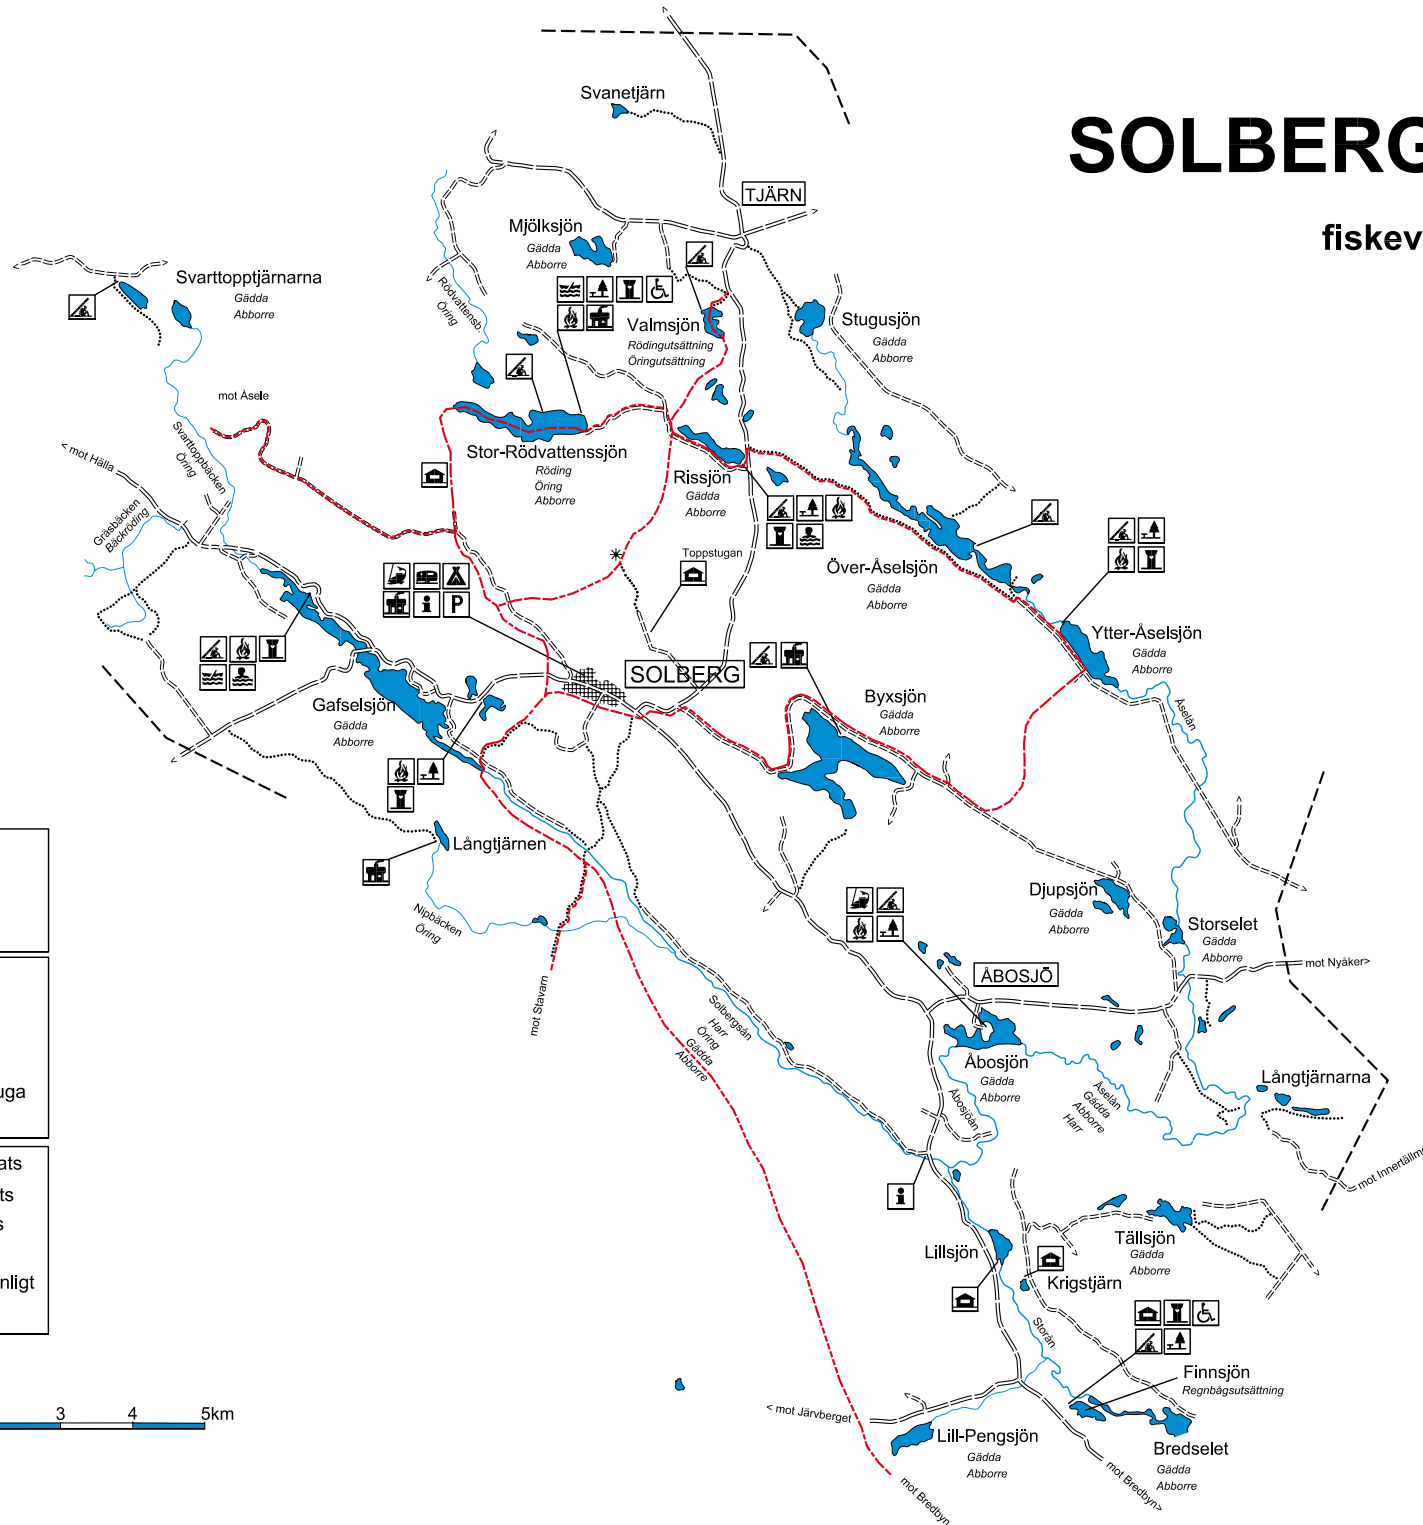 SOLBERG
fiskev
Svanetjärn
TJÄRN
Mjölksjön
Gädda
Abborre
Svarttopptjärnarna
Gädda
Abborre
Rödvattensb.
Öring
Valmsjön
Rödingutsättning
Öringutsättning
Stugusjön
Gädda
Abborre
mot Åsele
Svarttoppbäcken
Öring
< mot Hälla
Stor-Rödvattenssjön
Röding
Öring
Abborre
Rissjön
Gädda
Abborre
Gräsbäcken
Bäckröding
Toppstugan
Över-Åselsjön
Gädda
Abborre
P
Ytter-Åselsjön
Gädda
Abborre
SOLBERG
Byxsjön
Gädda
Abborre
Åselån
Gafselsjön
Gädda
Abborre
Långtjärnen
Nipbäcken
Öring
Djupsjön
Gädda
Abborre
Storselet
Gädda
Abborre
mot Nyåker>
ÅBOSJÖ
mot Stavarn
Solbergsån
Harr
Öring
Gädda
Abborre
Åbosjön
Gädda
Abborre
Åselån
Gädda
Abborre
Harr
Långtjärnarna
Åbosjöån
uga
ats
ts
s
nligt
mot Innertällmo
Lillsjön
Tällsjön
Gädda
Abborre
Krigstjärn
Storån
Finnsjön
Regnbågsutsättning
3 4 5km
< mot Järvberget
Lill-Pengsjön
Gädda
Abborre
Bredselet
Gädda
Abborre
mot Bredbyn>
mot Bredbyn